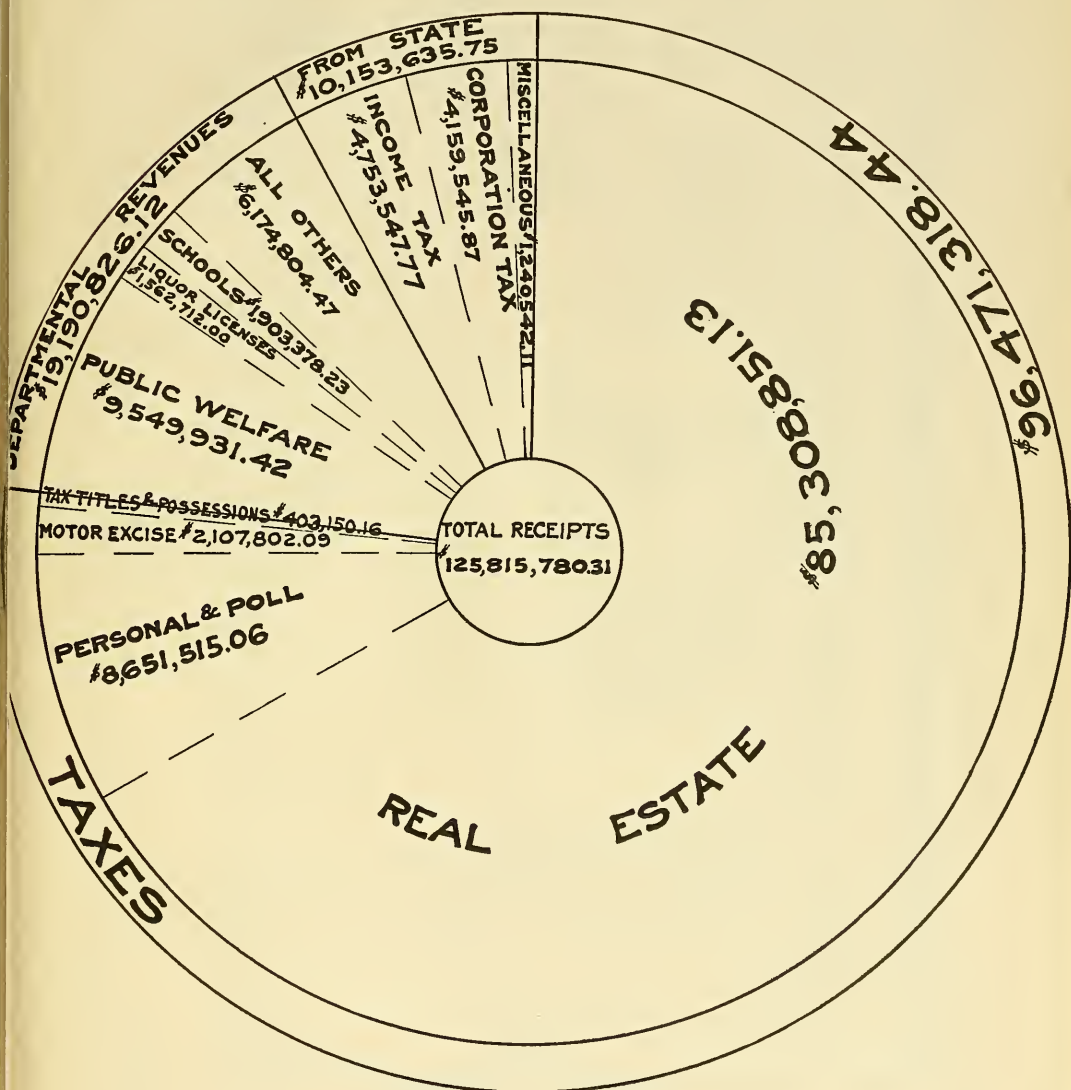 FROM STATE
$10,153,635.75
MISCELLANEOUS $1,240,542.11
CORPORATION TAX
$4,159,545.87
INCOME TAX
$4,753,547.77
DEPARTMENTAL REVENUES
$19,190,826.12
ALL OTHERS
$6,174,804.47
SCHOOLS $1,903,378.23
LIQUOR LICENSES
$1,562,712.00
PUBLIC WELFARE
$9,549,931.42
TAX TITLES & POSSESSIONS $403,150.16
MOTOR EXCISE $2,107,802.09
PERSONAL & POLL
$8,651,515.06
TOTAL RECEIPTS
$125,815,780.31
TAXES
$96,471,318.44
REAL ESTATE
$85,308,851.13